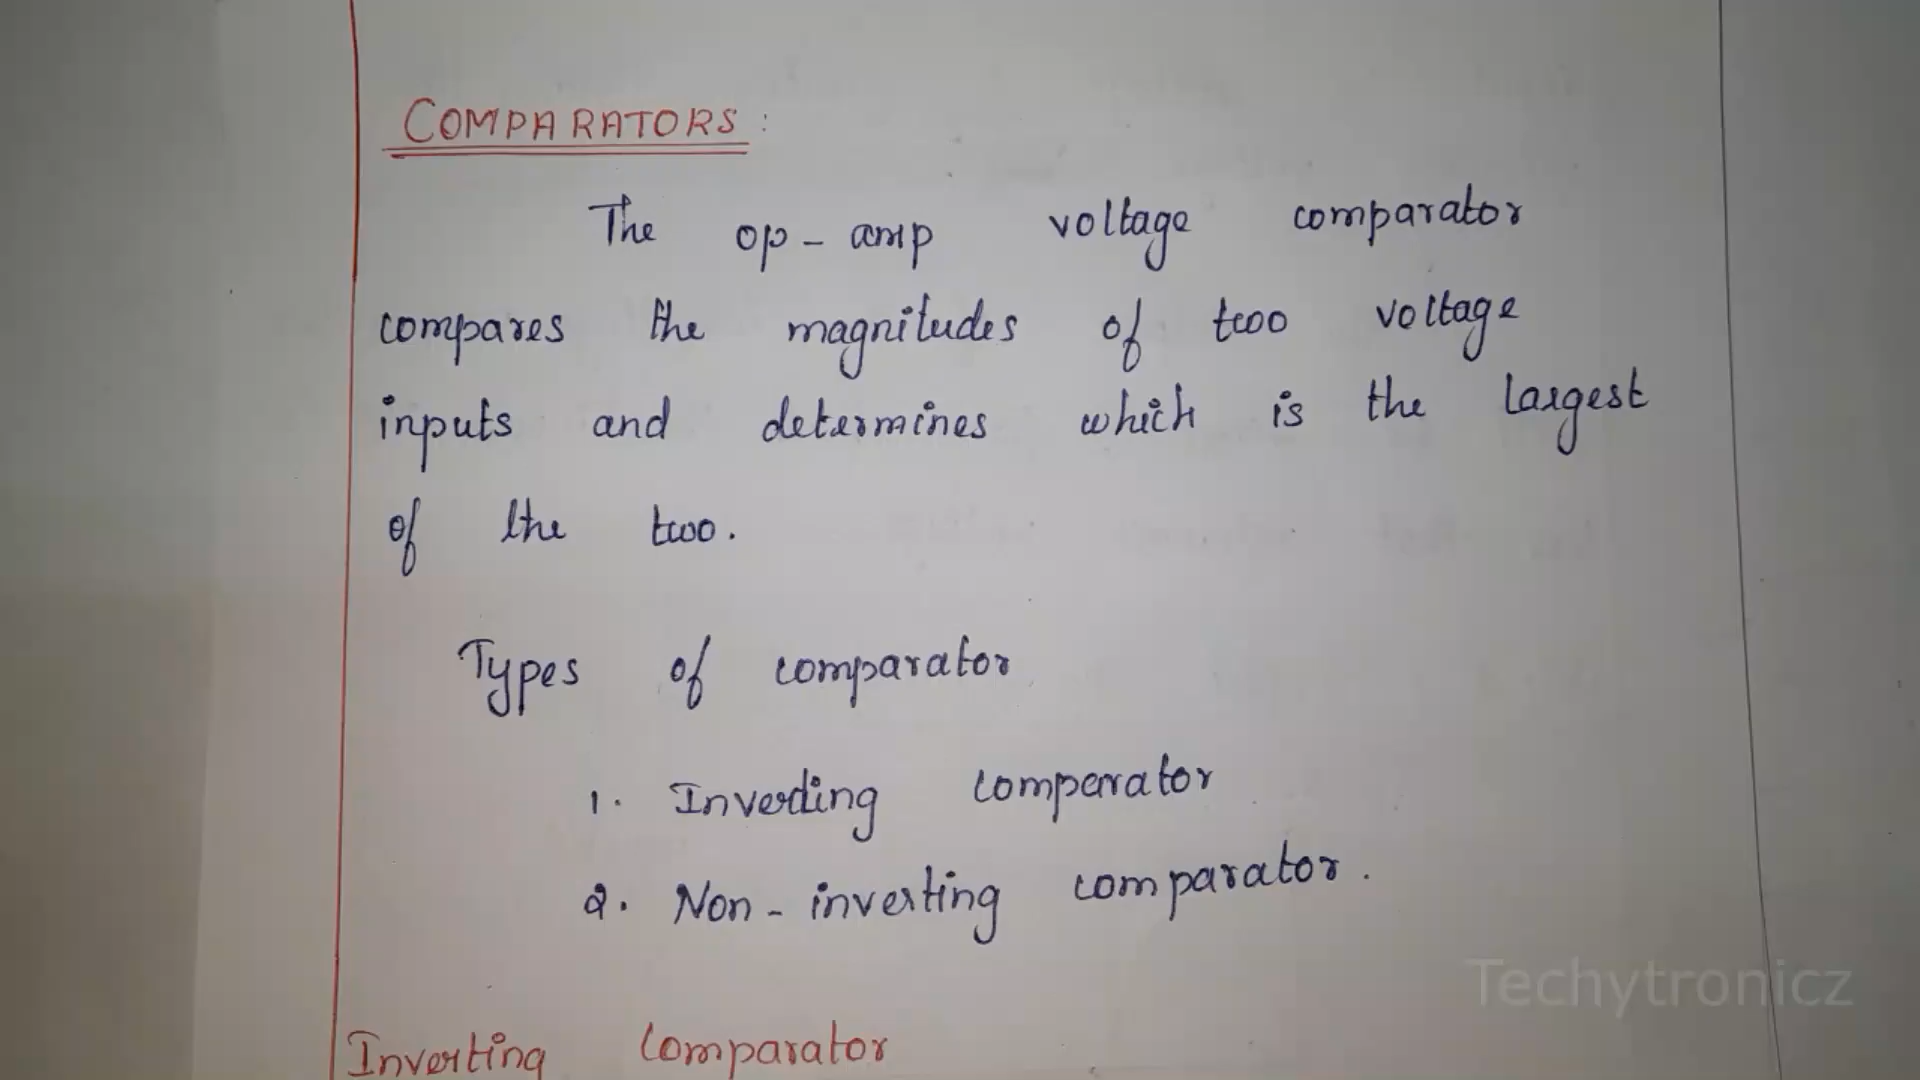 COMPARATORS:
The op-amp voltage comparator
compares the magnitudes of two voltage
inputs and determines which is the largest
of the two.
Types of comparator
1. Inverting comparator
2. Non-inverting comparator.
Techytronicz
Inverting comparator